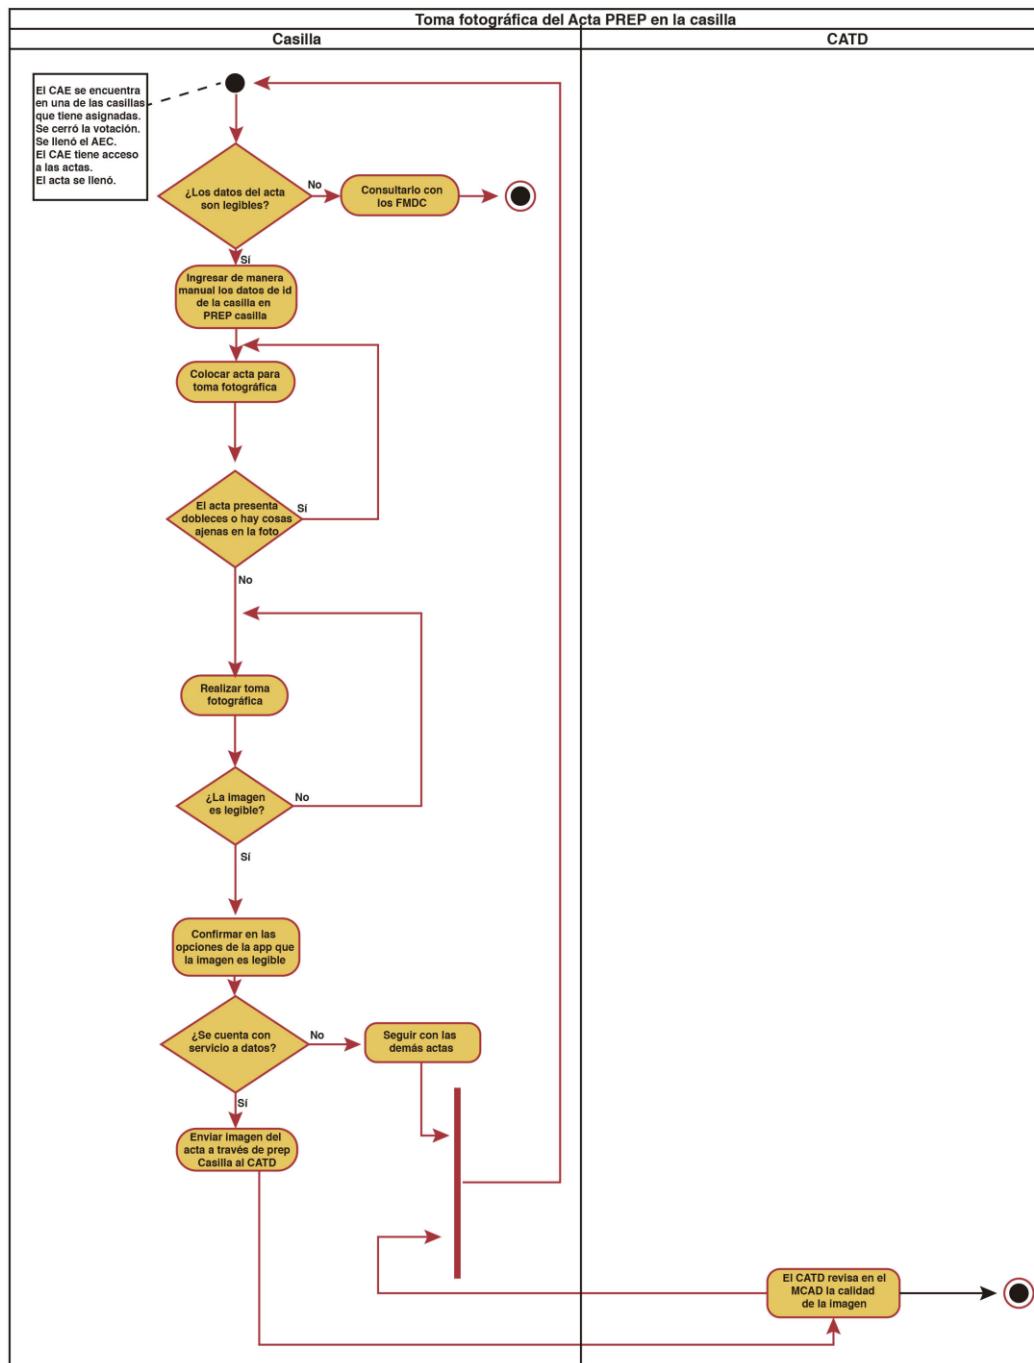 Toma fotográfica del Acta PREP en la casilla
Casilla
CATD
El CAE se encuentra
en una de las casillas
que tiene asignadas.
Se cerró la votación.
Se llenó el AEC.
El CAE tiene acceso
a las actas.
El acta se llenó.
¿Los datos del acta
son legibles?
No
Consultarlo con
los FMDC
Sí
Ingresar de manera
manual los datos de id
de la casilla en
PREP casilla
Colocar acta para
toma fotográfica
El acta presenta
dobleces o hay cosas
ajenas en la foto
Sí
No
Realizar toma
fotográfica
¿La imagen
es legible?
No
Sí
Confirmar en las
opciones de la app que
la imagen es legible
¿Se cuenta con
servicio a datos?
No
Seguir con las
demás actas
Sí
Enviar imagen del
acta a través de prep
Casilla al CATD
El CATD revisa en el
MCAD la calidad
de la imagen